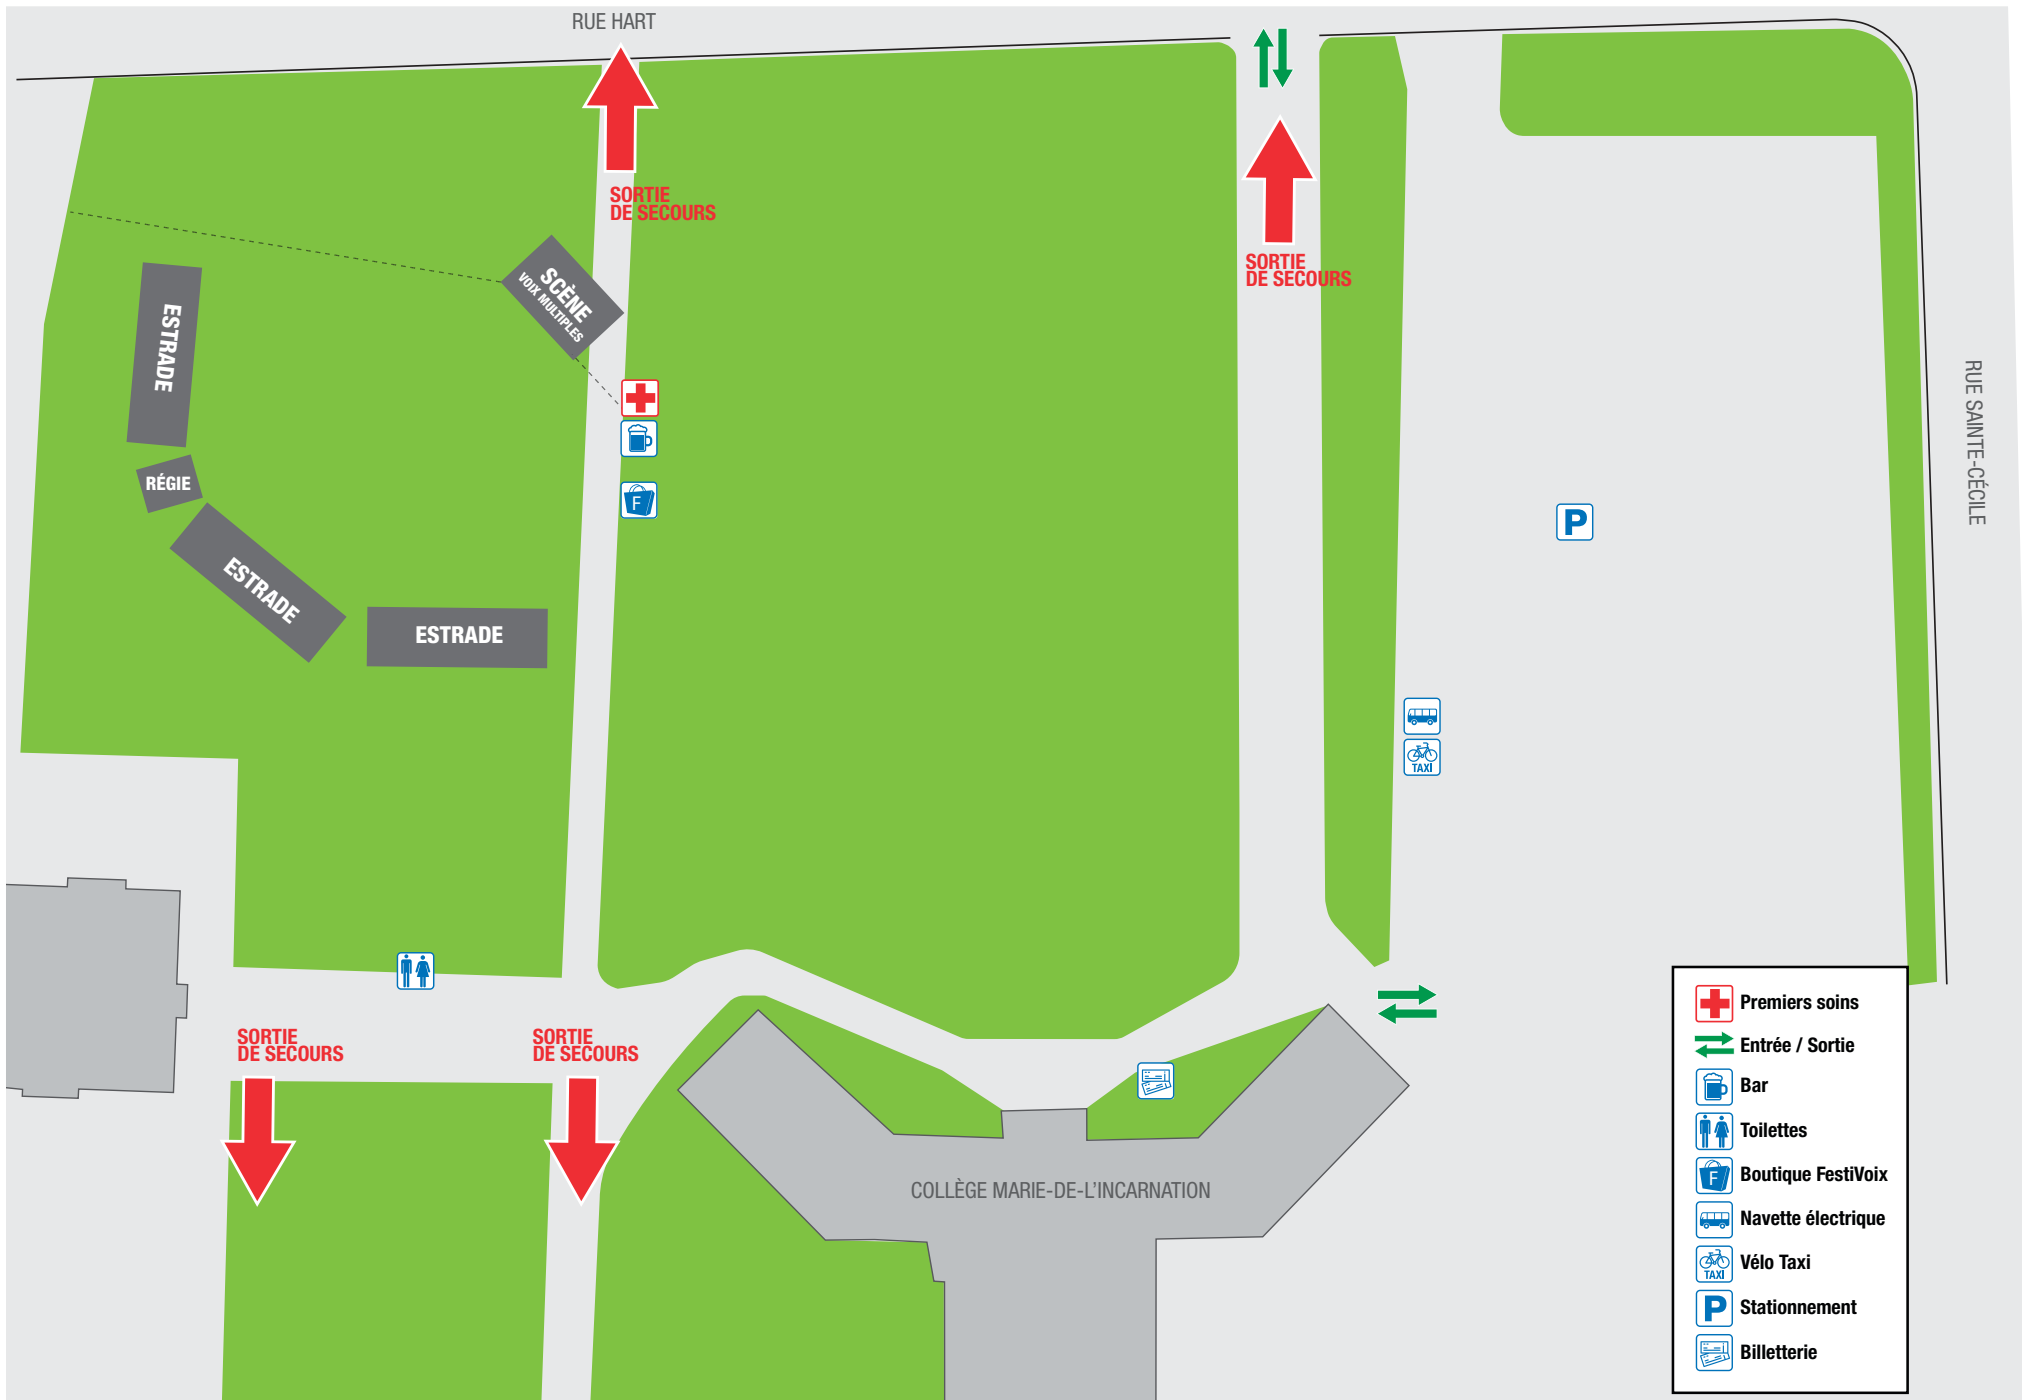 RUE HART
SORTIE
DE SECOURS
SORTIE
DE SECOURS
SCÈNE
VOIX MULTIPLES
ESTRADE
RÉGIE
ESTRADE
ESTRADE
F
P
RUE SAINTE-CÉCILE
TAXI
SORTIE
DE SECOURS
SORTIE
DE SECOURS
COLLÈGE MARIE-DE-L'INCARNATION
Premiers soins
Entrée / Sortie
Bar
Toilettes
F Boutique FestiVoix
Navette électrique
TAXI Vélo Taxi
P Stationnement
Billetterie